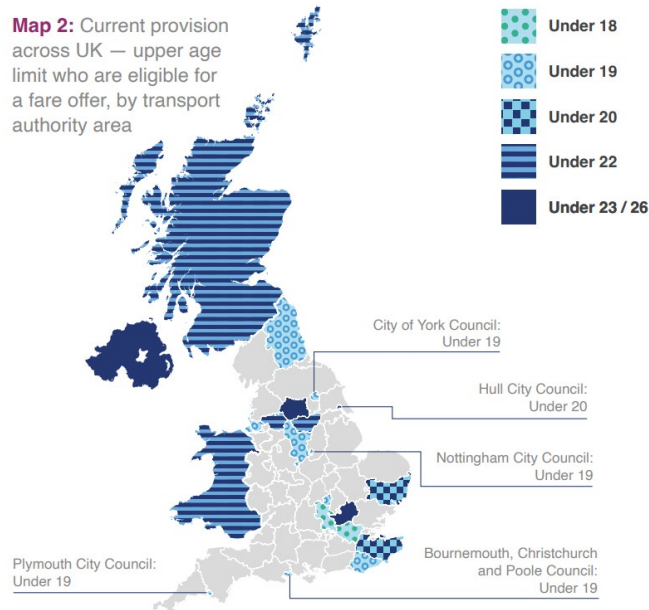 Map 2: Current provision
across UK — upper age
limit who are eligible for
a fare offer, by transport
authority area
Under 18
Under 19
Under 20
Under 22
Under 23 / 26
City of York Council:
Under 19
Hull City Council:
Under 20
Nottingham City Council:
Under 19
Bournemouth, Christchurch
and Poole Council:
Under 19
Plymouth City Council:
Under 19